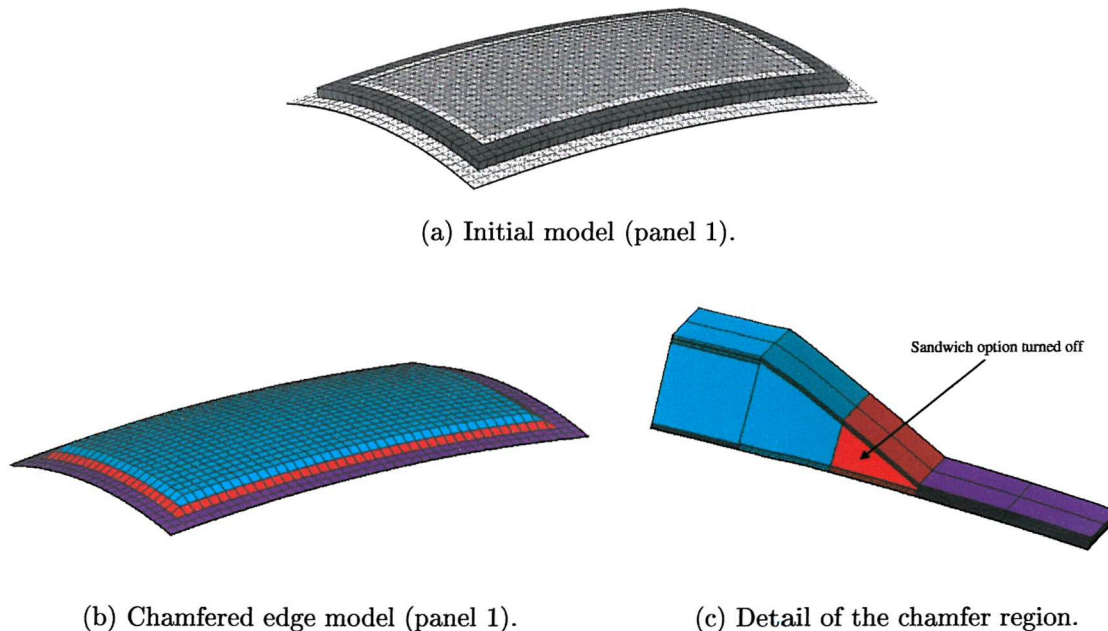 (a) Initial model (panel 1).
Sandwich option turned off
(b) Chamfered edge model (panel 1).
(c) Detail of the chamfer region.